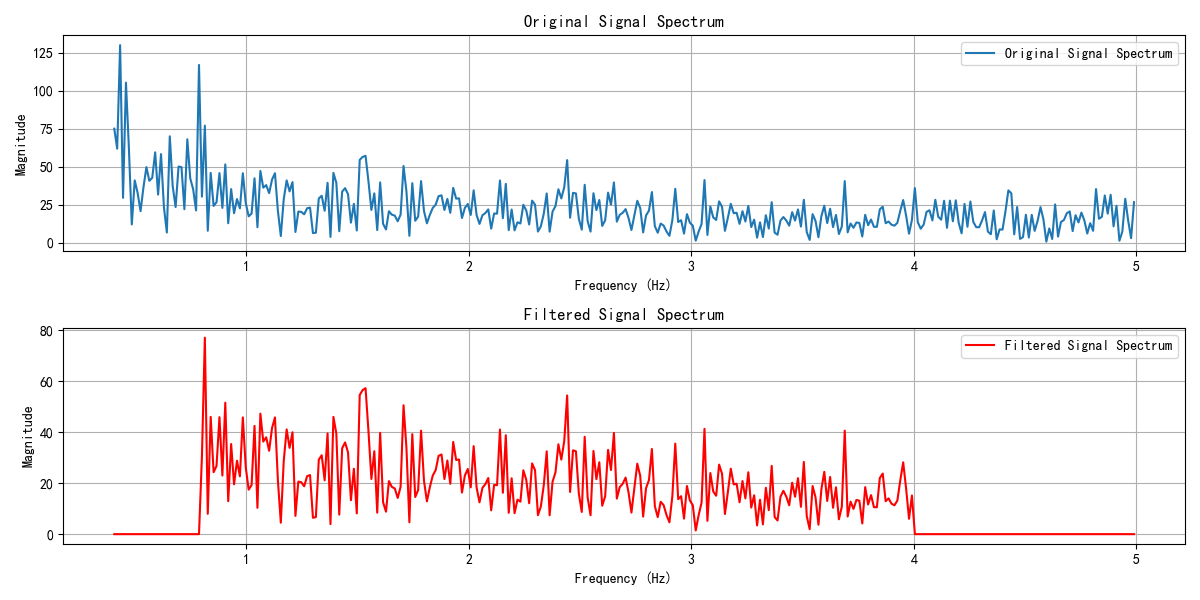 Original Signal Spectrum
Original Signal Spectrum
Magnitude
125
100
75
50
25
0
1
2
3
4
5
Frequency (Hz)
Filtered Signal Spectrum
Filtered Signal Spectrum
Magnitude
80
60
40
20
0
1
2
3
4
5
Frequency (Hz)